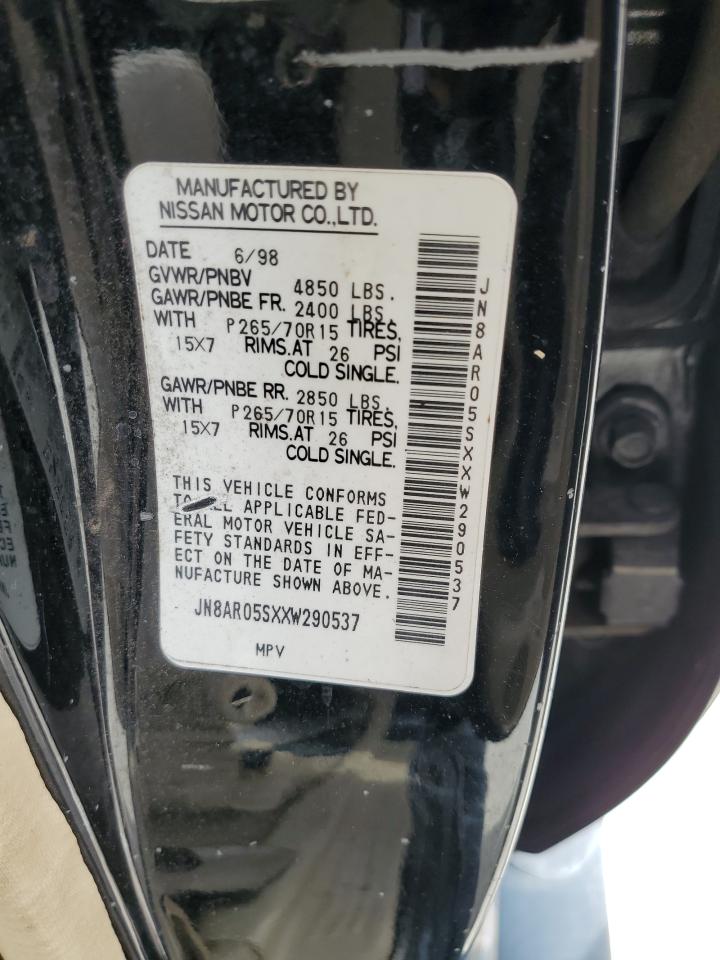 MANUFACTURED BY
NISSAN MOTOR CO.,LTD.
DATE 6/98
GVWR/PNBV 4850 LBS.
GAWR/PNBE FR. 2400 LBS.
WITH P265/70R15 TIRES,
15X7 RIMS.AT 26 PSI
COLD SINGLE.
GAWR/PNBE RR. 2850 LBS.
WITH P265/70R15 TIRES,
15X7 RIMS.AT 26 PSI
COLD SINGLE.
THIS VEHICLE CONFORMS
TO ALL APPLICABLE FED-
ERAL MOTOR VEHICLE SA-
FETY STANDARDS IN EFF-
ECT ON THE DATE OF MA-
NUFACTURE SHOWN ABOVE.
JN8AR05SXXW290537
MPV
JN8AR05SXXW290537